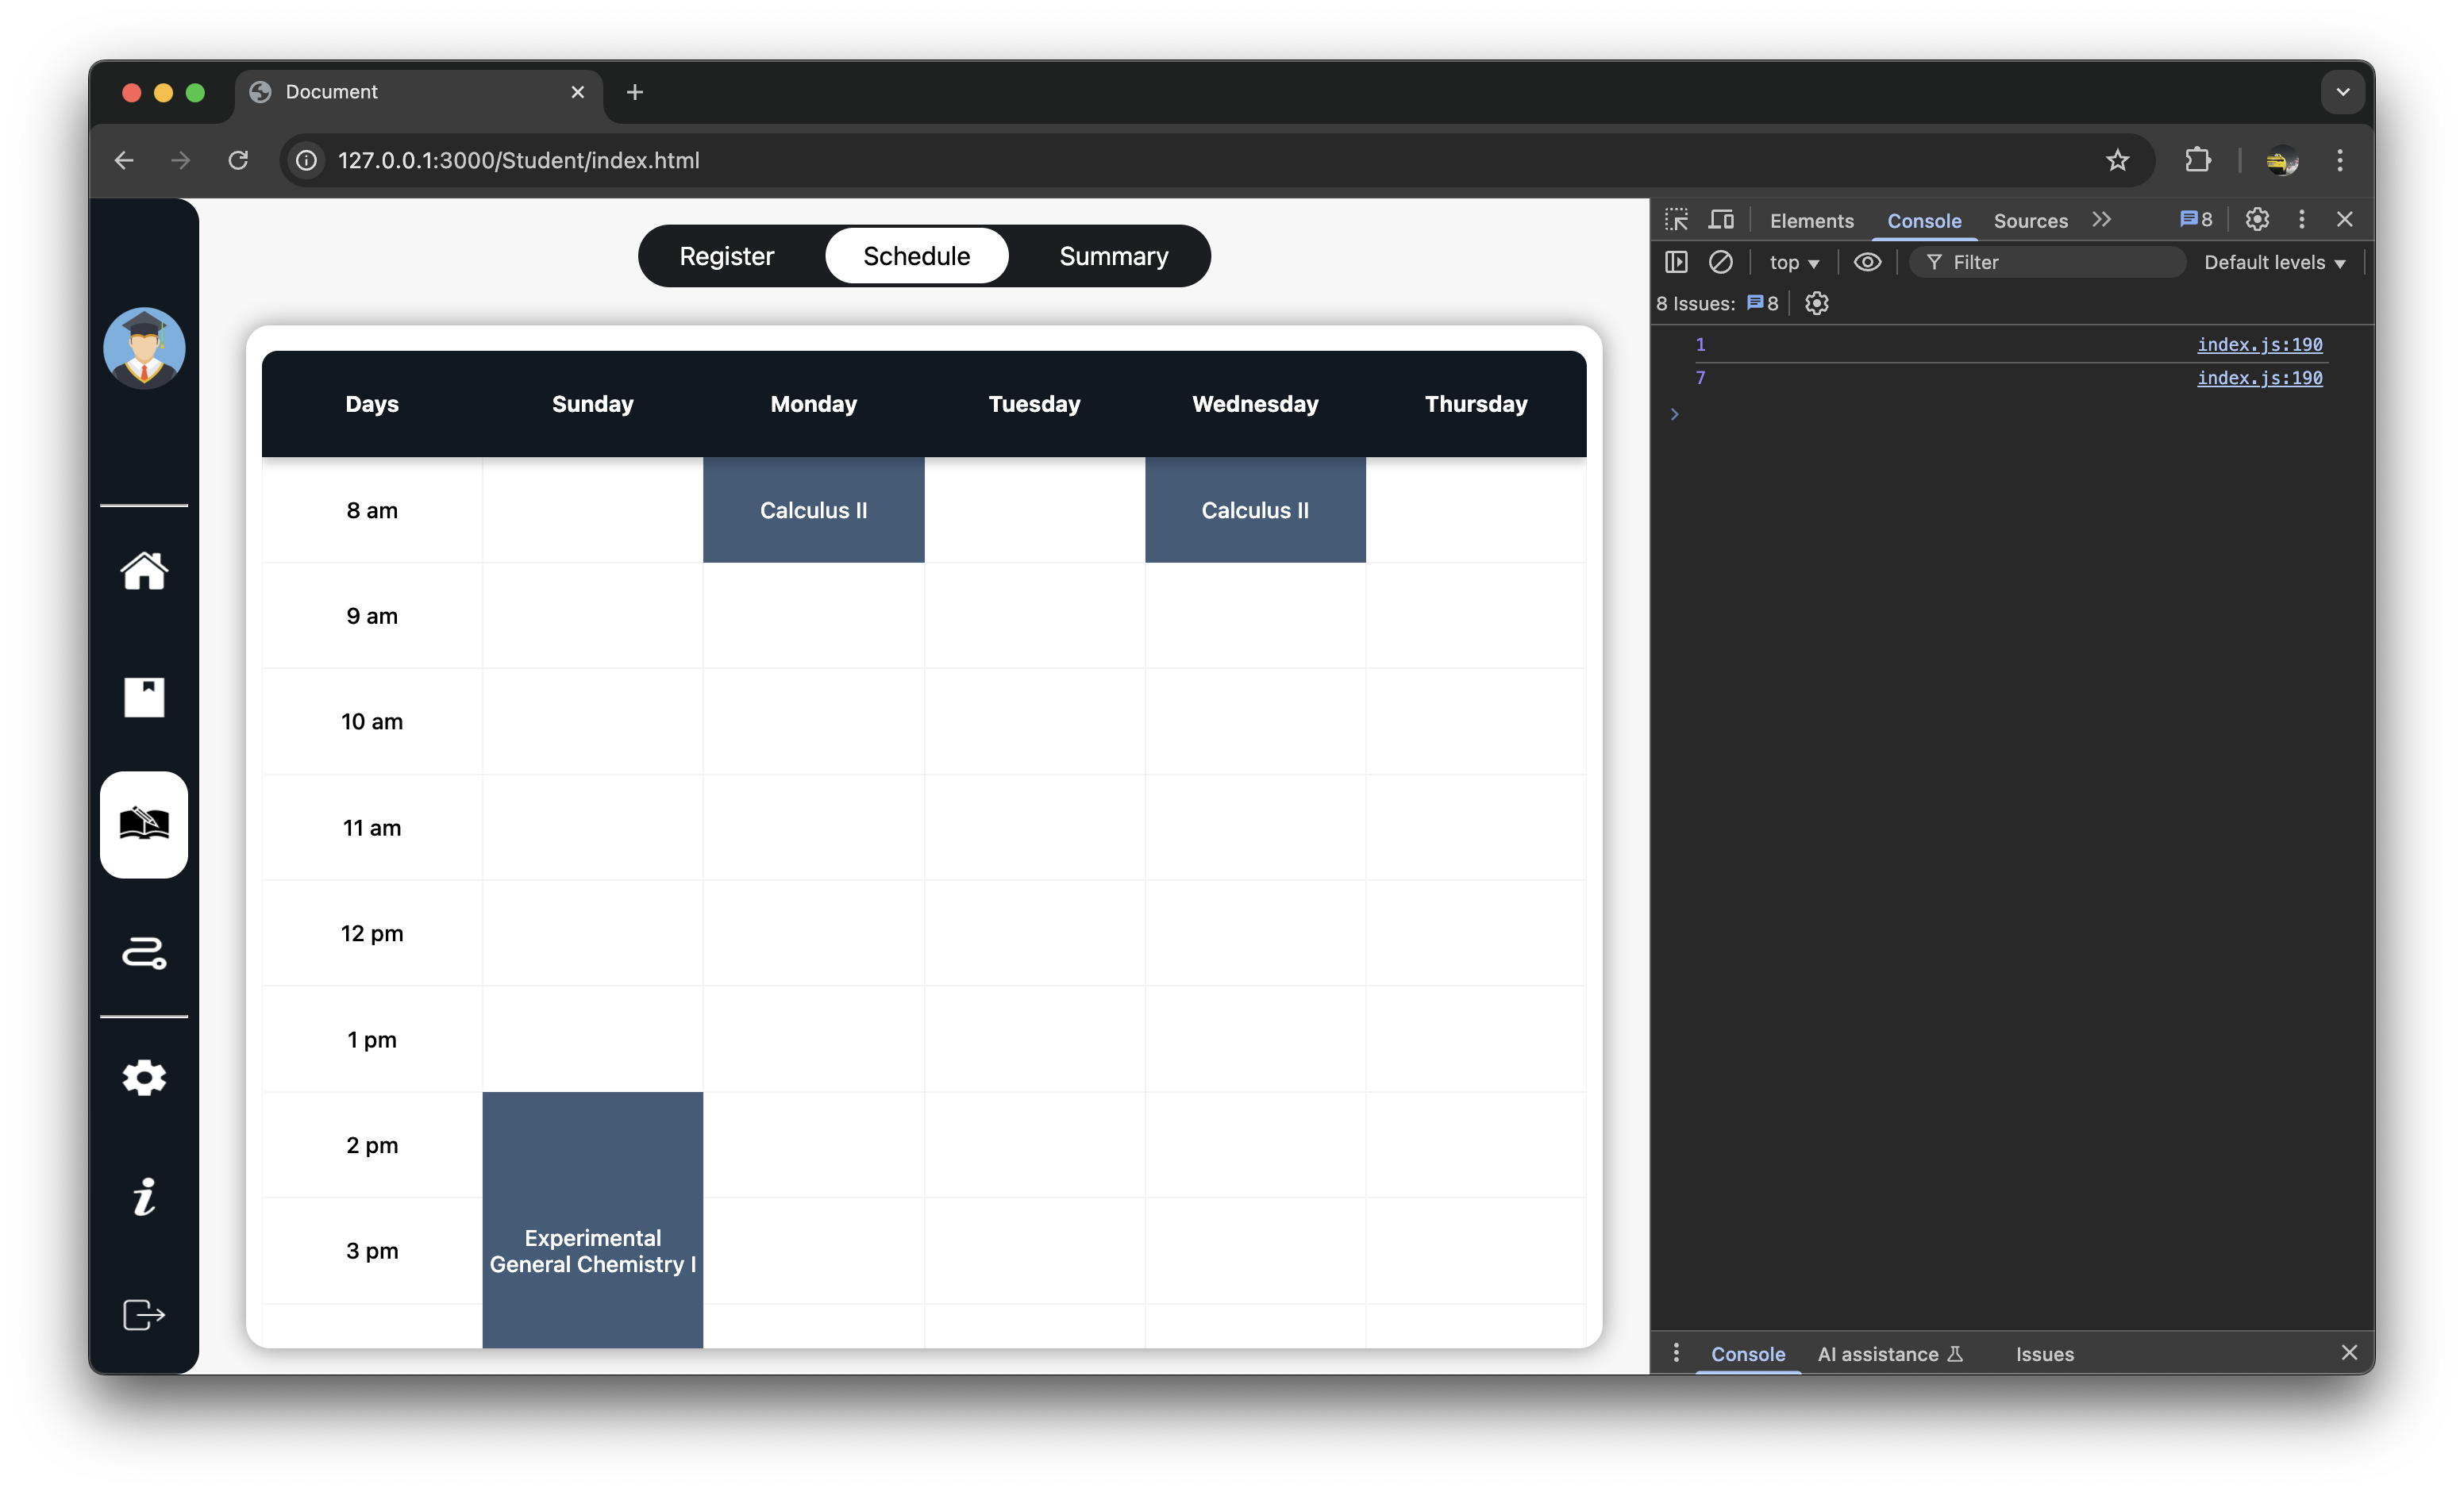 Document
127.0.0.1:3000/Student/index.html
Register
Schedule
Summary
Days
Sunday
Monday
Tuesday
Wednesday
Thursday
8 am
Calculus II
Calculus II
9 am
10 am
11 am
12 pm
1 pm
2 pm
3 pm
Experimental
General Chemistry I
Elements
Console
Sources
8
top
Filter
Default levels
8 Issues:
8
1
index.js:190
7
index.js:190
Console
AI assistance
Issues